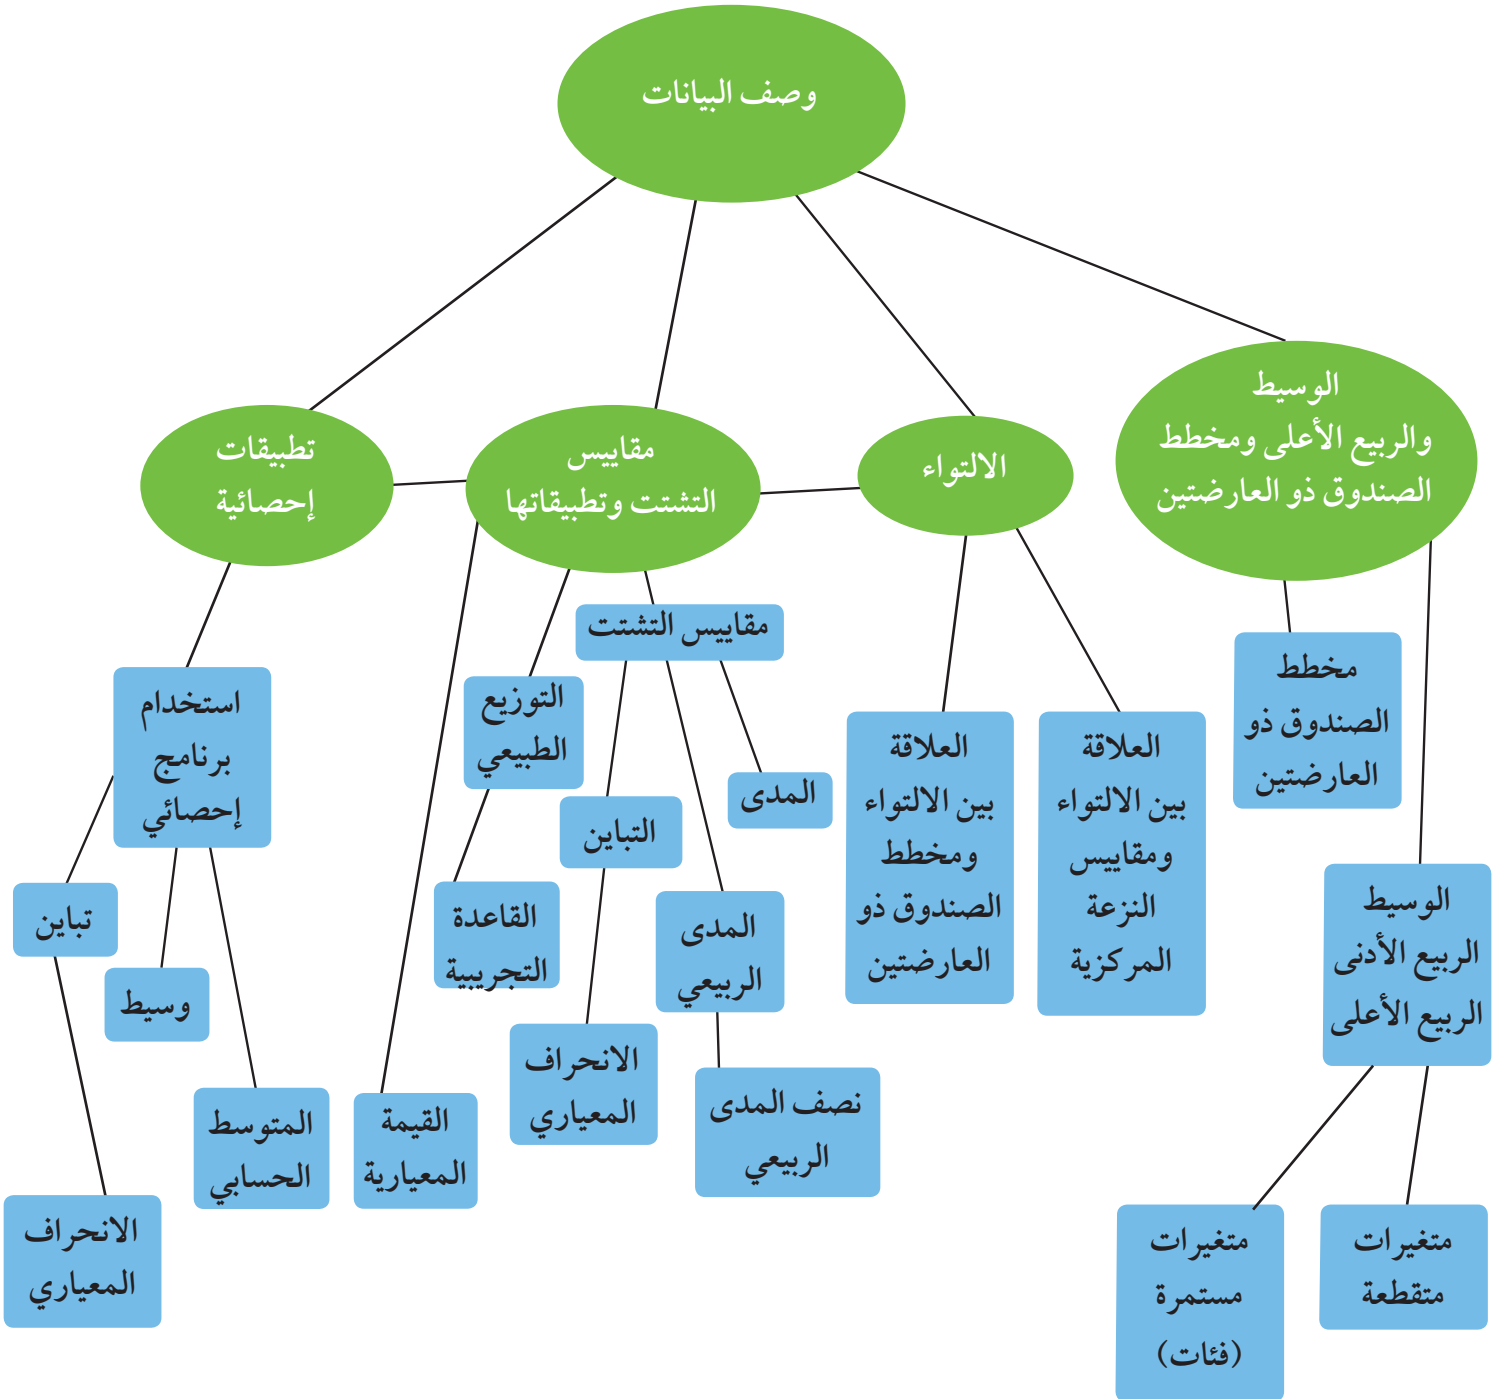 وصف البيانات
الوسيط
والربيع الأعلى ومخطط
الصندوق ذو العارضتين
الالتواء
مقاييس
التشتت وتطبيقاتها
تطبيقات
إحصائية
مخطط
الصندوق ذو
العارضتين
الوسيط
الربيع الأدنى
الربيع الأعلى
متغيرات
متقطعة
متغيرات
مستمرة
(فئات)
العلاقة
بين الالتواء
ومقاييس
النزعة
المركزية
العلاقة
بين الالتواء
ومخطط
الصندوق ذو
العارضتين
مقاييس التشتت
المدى
المدى
الربيعي
نصف المدى
الربيعي
التباين
الانحراف
المعياري
التوزيع
الطبيعي
القاعدة
التجريبية
القيمة
المعيارية
استخدام
برنامج
إحصائي
المتوسط
الحسابي
وسيط
تباين
الانحراف
المعياري